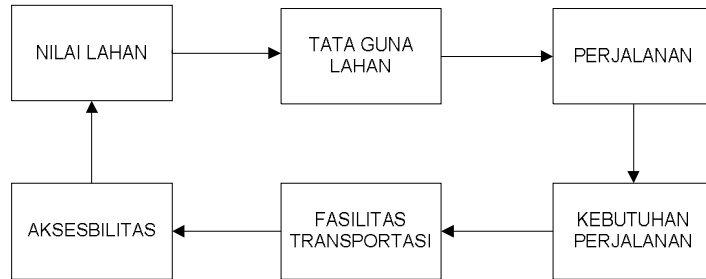 NILAI LAHAN
TATA GUNA
LAHAN
PERJALANAN
AKSESBILITAS
FASILITAS
TRANSPORTASI
KEBUTUHAN
PERJALANAN